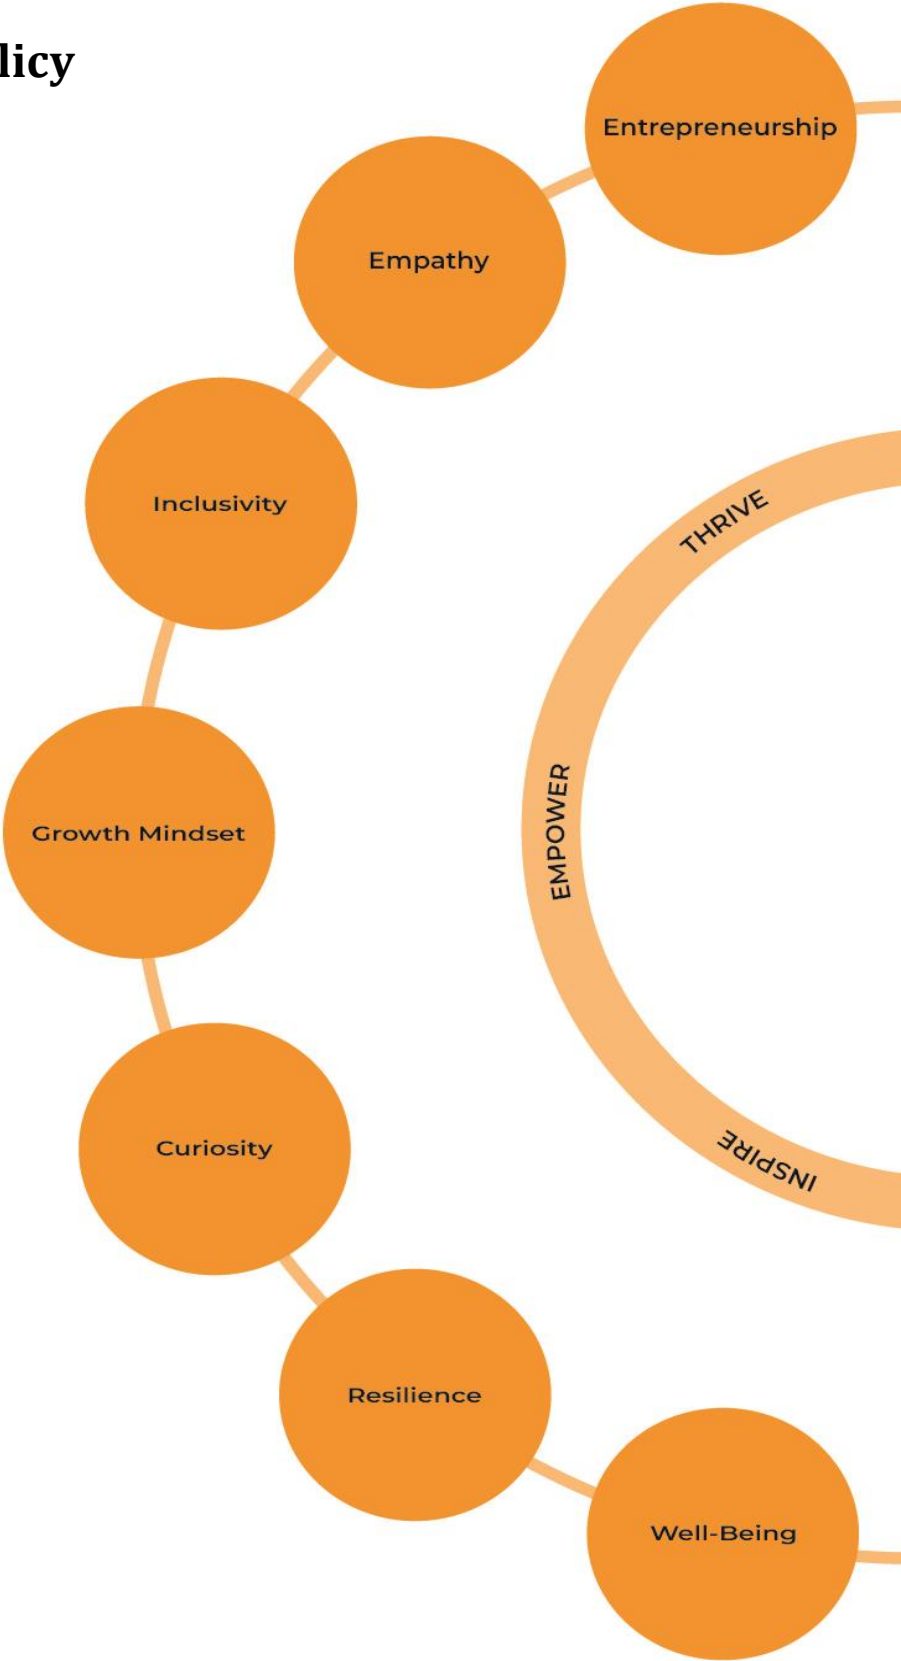 licy
Entrepreneurship
Empathy
Inclusivity
THRIVE
EMPOWER
Growth Mindset
Curiosity
INSPIRE
Resilience
Well-Being